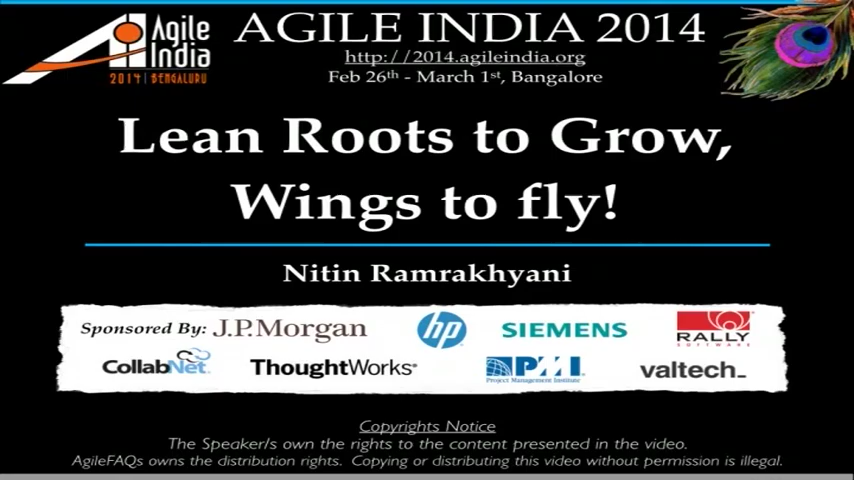 Agile
India
2014 | BENGALURU
AGILE INDIA 2014
http://2014.agileindia.org
Feb 26th - March 1st, Bangalore
Lean Roots to Grow,
Wings to fly!
Nitin Ramrakhyani
Sponsored By: J.P.Morgan hp SIEMENS RALLY
SOFTWARE
CollabNet ThoughtWorks® PMI valtech_
Project Management Institute
Copyrights Notice
The Speaker/s own the rights to the content presented in the video.
AgileFAQs owns the distribution rights. Copying or distributing this video without permission is illegal.